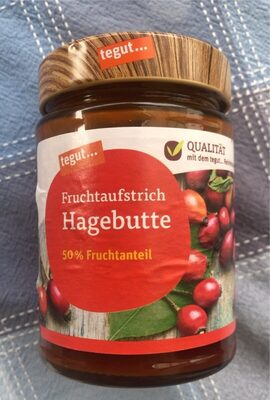 tegut...
tegut...
QUALITÄT
mit dem tegut...
Fruchtaufstrich
Hagebutte
50% Fruchtanteil